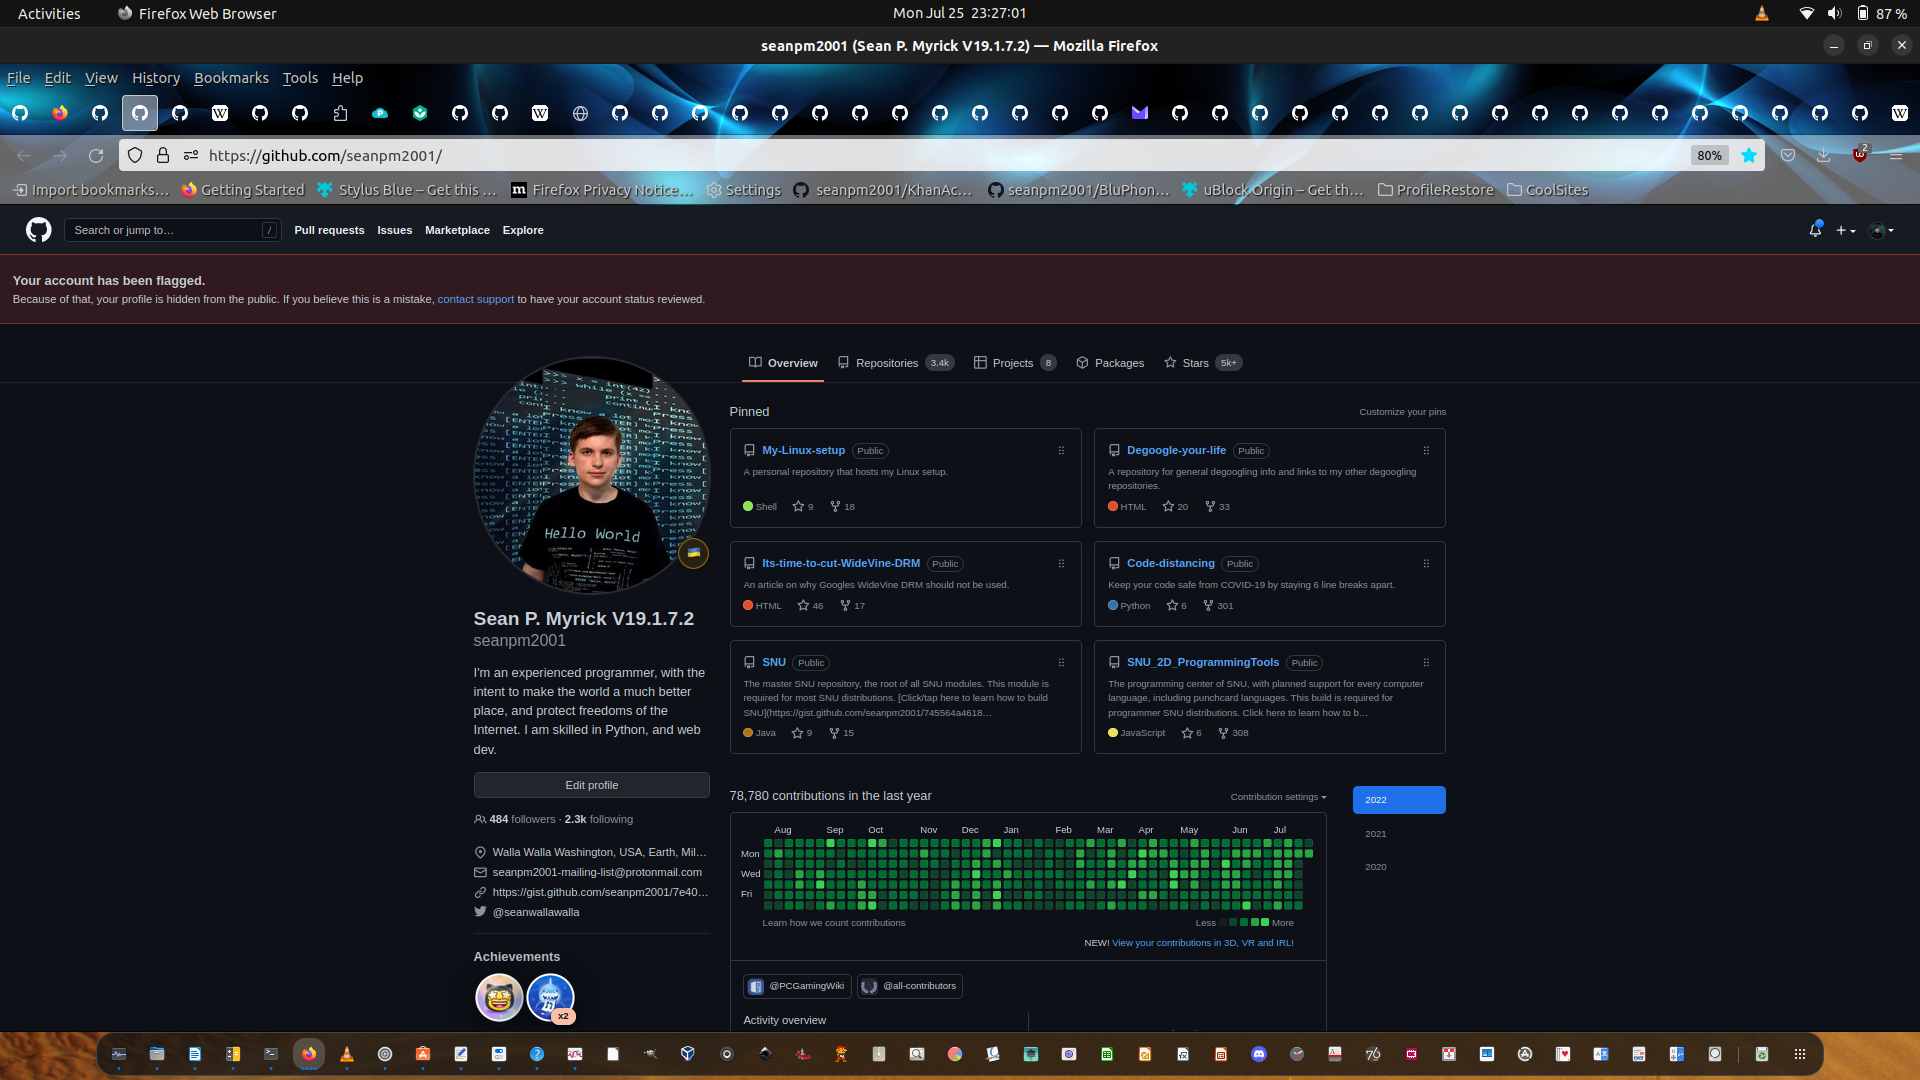 Activities
Firefox Web Browser
Mon Jul 25 23:27:01
87 %
seanpm2001 (Sean P. Myrick V19.1.7.2) — Mozilla Firefox
File Edit View History Bookmarks Tools Help
https://github.com/seanpm2001/
80%
2
Import bookmarks…
Getting Started
Stylus Blue – Get this …
Firefox Privacy Notice…
Settings
seanpm2001/KhanAc…
seanpm2001/BluPhon…
uBlock Origin – Get th…
ProfileRestore
CoolSites
Search or jump to…
/
Pull requests
Issues
Marketplace
Explore
Your account has been flagged.
Because of that, your profile is hidden from the public. If you believe this is a mistake, contact support to have your account status reviewed.
Overview
Repositories 3.4k
Projects 8
Packages
Stars 5k+
Hello World
Sean P. Myrick V19.1.7.2
seanpm2001
I'm an experienced programmer, with the
intent to make the world a much better
place, and protect freedoms of the
Internet. I am skilled in Python, and web
dev.
Edit profile
484 followers · 2.3k following
Walla Walla Washington, USA, Earth, Mil…
seanpm2001-mailing-list@protonmail.com
https://gist.github.com/seanpm2001/7e40…
@seanwallawalla
Achievements
x2
Pinned
Customize your pins
My-Linux-setup Public
A personal repository that hosts my Linux setup.
Shell 9 18
Degoogle-your-life Public
A repository for general degoogling info and links to my other degoogling
repositories.
HTML 20 33
Its-time-to-cut-WideVine-DRM Public
An article on why Googles WideVine DRM should not be used.
HTML 46 17
Code-distancing Public
Keep your code safe from COVID-19 by staying 6 line breaks apart.
Python 6 301
SNU Public
The master SNU repository, the root of all SNU modules. This module is
required for most SNU distributions. [Click/tap here to learn how to build
SNU](https://gist.github.com/seanpm2001/745564a4618…
Java 9 15
SNU_2D_ProgrammingTools Public
The programming center of SNU, with planned support for every computer
language, including punchcard languages. This build is required for
programmer SNU distributions. Click here to learn how to b…
JavaScript 6 308
78,780 contributions in the last year
Contribution settings
2022
2021
2020
Aug Sep Oct Nov Dec Jan Feb Mar Apr May Jun Jul
Mon
Wed
Fri
Learn how we count contributions
Less More
NEW! View your contributions in 3D, VR and IRL!
@PCGamingWiki
@all-contributors
Activity overview